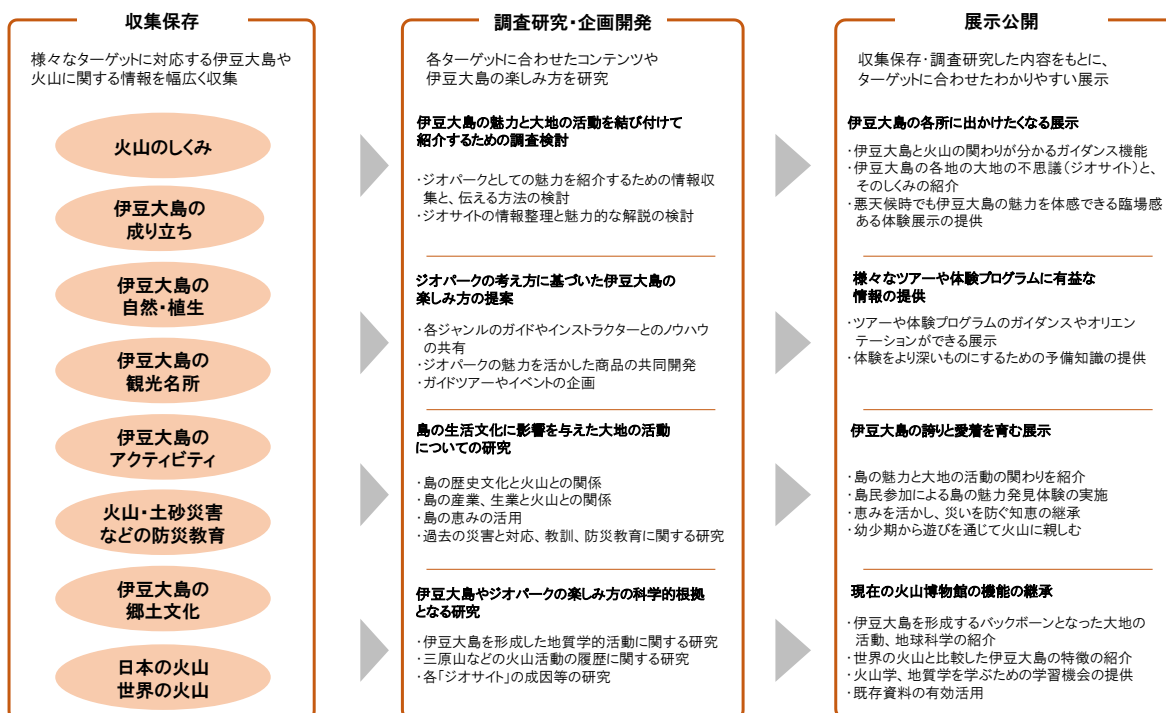 収集保存
様々なターゲットに対応する伊豆大島や
火山に関する情報を幅広く収集
火山のしくみ
伊豆大島の
成り立ち
伊豆大島の
自然・植生
伊豆大島の
観光名所
伊豆大島の
アクティビティ
火山・土砂災害
などの防災教育
伊豆大島の
郷土文化
日本の火山
世界の火山
調査研究・企画開発
各ターゲットに合わせたコンテンツや
伊豆大島の楽しみ方を研究
伊豆大島の魅力と大地の活動を結び付けて
紹介するための調査検討
・ジオパークとしての魅力を紹介するための情報収
集と、伝える方法の検討
・ジオサイトの情報整理と魅力的な解説の検討
ジオパークの考え方に基づいた伊豆大島の
楽しみ方の提案
・各ジャンルのガイドやインストラクターとのノウハウ
の共有
・ジオパークの魅力を活かした商品の共同開発
・ガイドツアーやイベントの企画
島の生活文化に影響を与えた大地の活動
についての研究
・島の歴史文化と火山との関係
・島の産業、生業と火山との関係
・島の恵みの活用
・過去の災害と対応、教訓、防災教育に関する研究
伊豆大島やジオパークの楽しみ方の科学的根拠
となる研究
・伊豆大島を形成した地質学的活動に関する研究
・三原山などの火山活動の履歴に関する研究
・各「ジオサイト」の成因等の研究
展示公開
収集保存・調査研究した内容をもとに、
ターゲットに合わせたわかりやすい展示
伊豆大島の各所に出かけたくなる展示
・伊豆大島と火山の関わりが分かるガイダンス機能
・伊豆大島の各地の大地の不思議(ジオサイト)と、
そのしくみの紹介
・悪天候時でも伊豆大島の魅力を体感できる臨場感
ある体験展示の提供
様々なツアーや体験プログラムに有益な
情報の提供
・ツアーや体験プログラムのガイダンスやオリエン
テーションができる展示
・体験をより深いものにするための予備知識の提供
伊豆大島の誇りと愛着を育む展示
・島の魅力と大地の活動の関わりを紹介
・島民参加による島の魅力発見体験の実施
・恵みを活かし、災いを防ぐ知恵の継承
・幼少期から遊びを通じて火山に親しむ
現在の火山博物館の機能の継承
・伊豆大島を形成するバックボーンとなった大地の
活動、地球科学の紹介
・世界の火山と比較した伊豆大島の特徴の紹介
・火山学、地質学を学ぶための学習機会の提供
・既存資料の有効活用